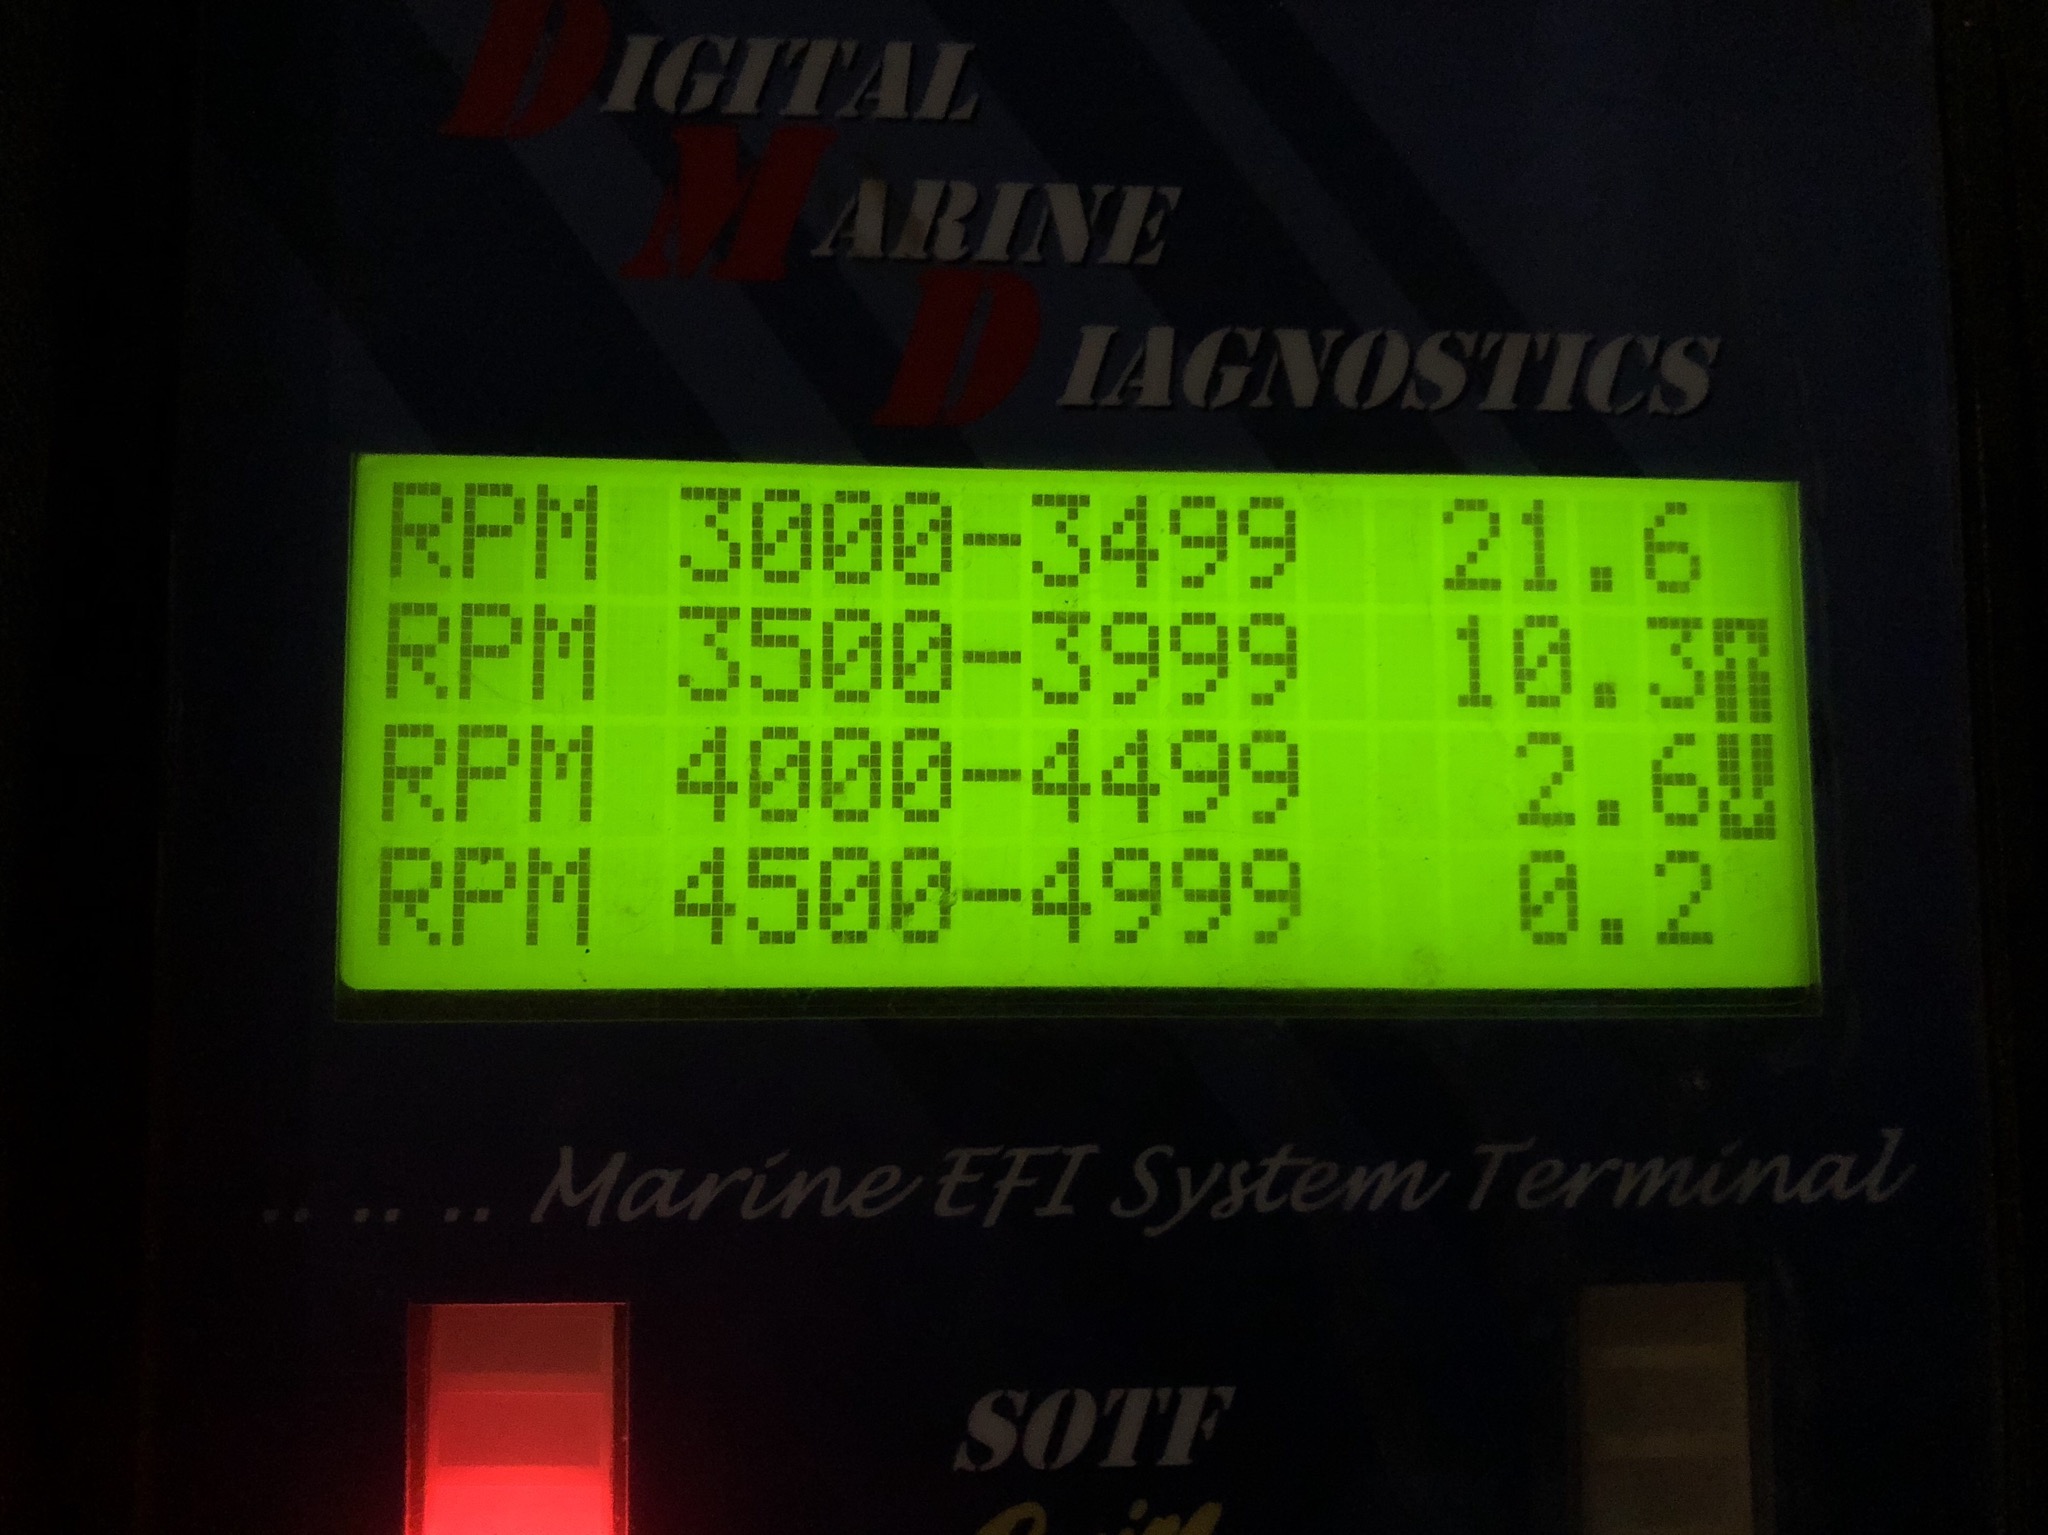 DIGITAL
MARINE
DIAGNOSTICS
RPM 3000-3499 21.6
RPM 3500-3999 10.3
RPM 4000-4499 2.6
RPM 4500-4999 0.2
.. .. .. Marine EFI System Terminal
SOTF